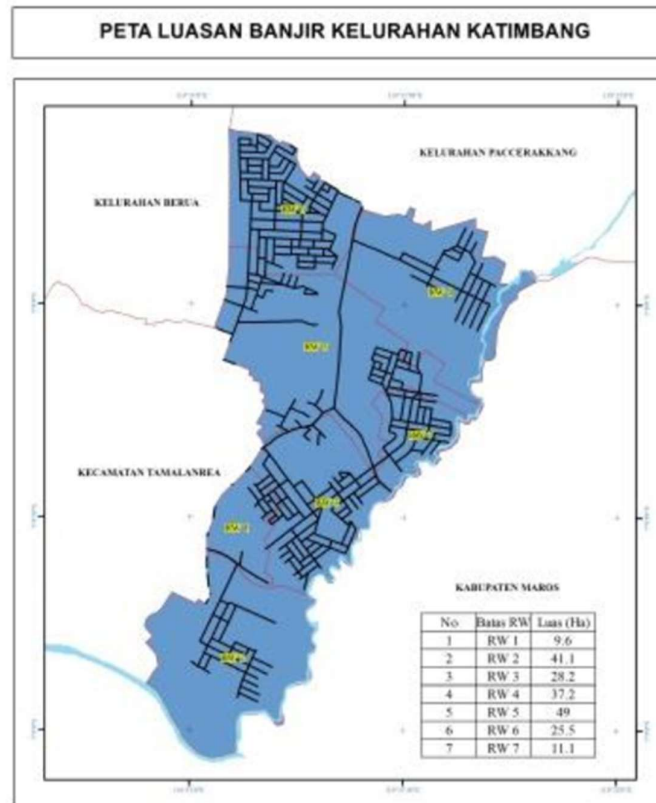 PETA LUASAN BANJIR KELURAHAN KATIMBANG
KELURAHAN PACCERAKKANG
KELURAHAN BERUA
KECAMATAN TAMALANREA
KABUPATEN MAROS
No Batas RW Luas (Ha)
1 RW 1 9.6
2 RW 2 41.1
3 RW 3 28.2
4 RW 4 37.2
5 RW 5 49
6 RW 6 25.5
7 RW 7 11.1